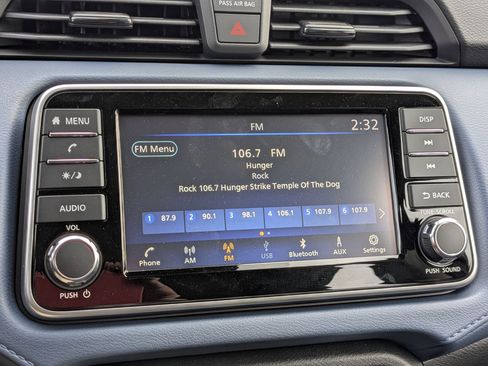 PASS AIR BAG
MENU
AUDIO
VOL
PUSH
FM
2:32
FM Menu
106.7 FM
Hunger
Rock
Rock 106.7 Hunger Strike Temple Of The Dog
1 87.9 2 90.1 3 98.1 4 106.1 5 107.9 6 107.9
Phone AM FM USB Bluetooth AUX Settings
DISP
BACK
TUNE·SCROLL
PUSH SOUND